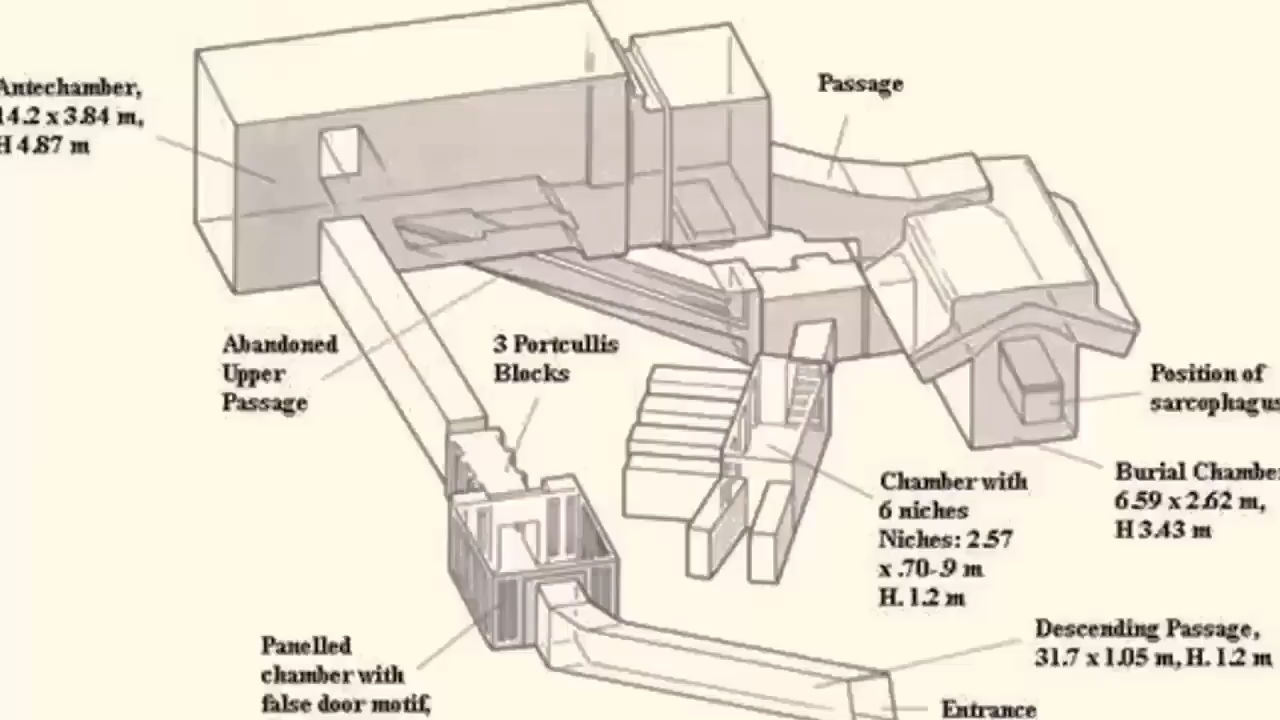 Antechamber,
14.2 x 3.84 m,
H 4.87 m
Passage
Abandoned
Upper
Passage
3 Portcullis
Blocks
Position of
sarcophagus
Burial Chamber
6.59 x 2.62 m,
H 3.43 m
Chamber with
6 niches
Niches: 2.57
x .70-.9 m
H. 1.2 m
Descending Passage,
31.7 x 1.05 m, H. 1.2 m
Panelled
chamber with
false door motif,
Entrance